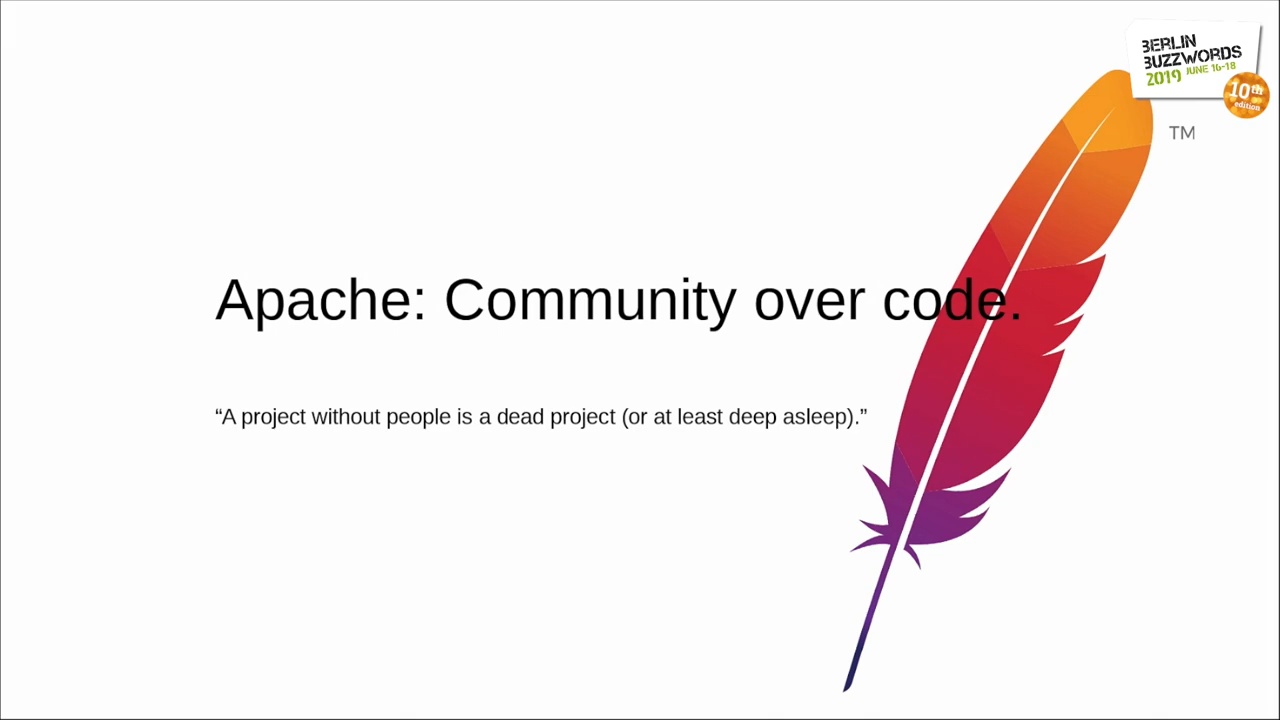 BERLIN
BUZZWORDS
2019 JUNE 16-18
10th
edition
TM
Apache: Community over code.
“A project without people is a dead project (or at least deep asleep).”